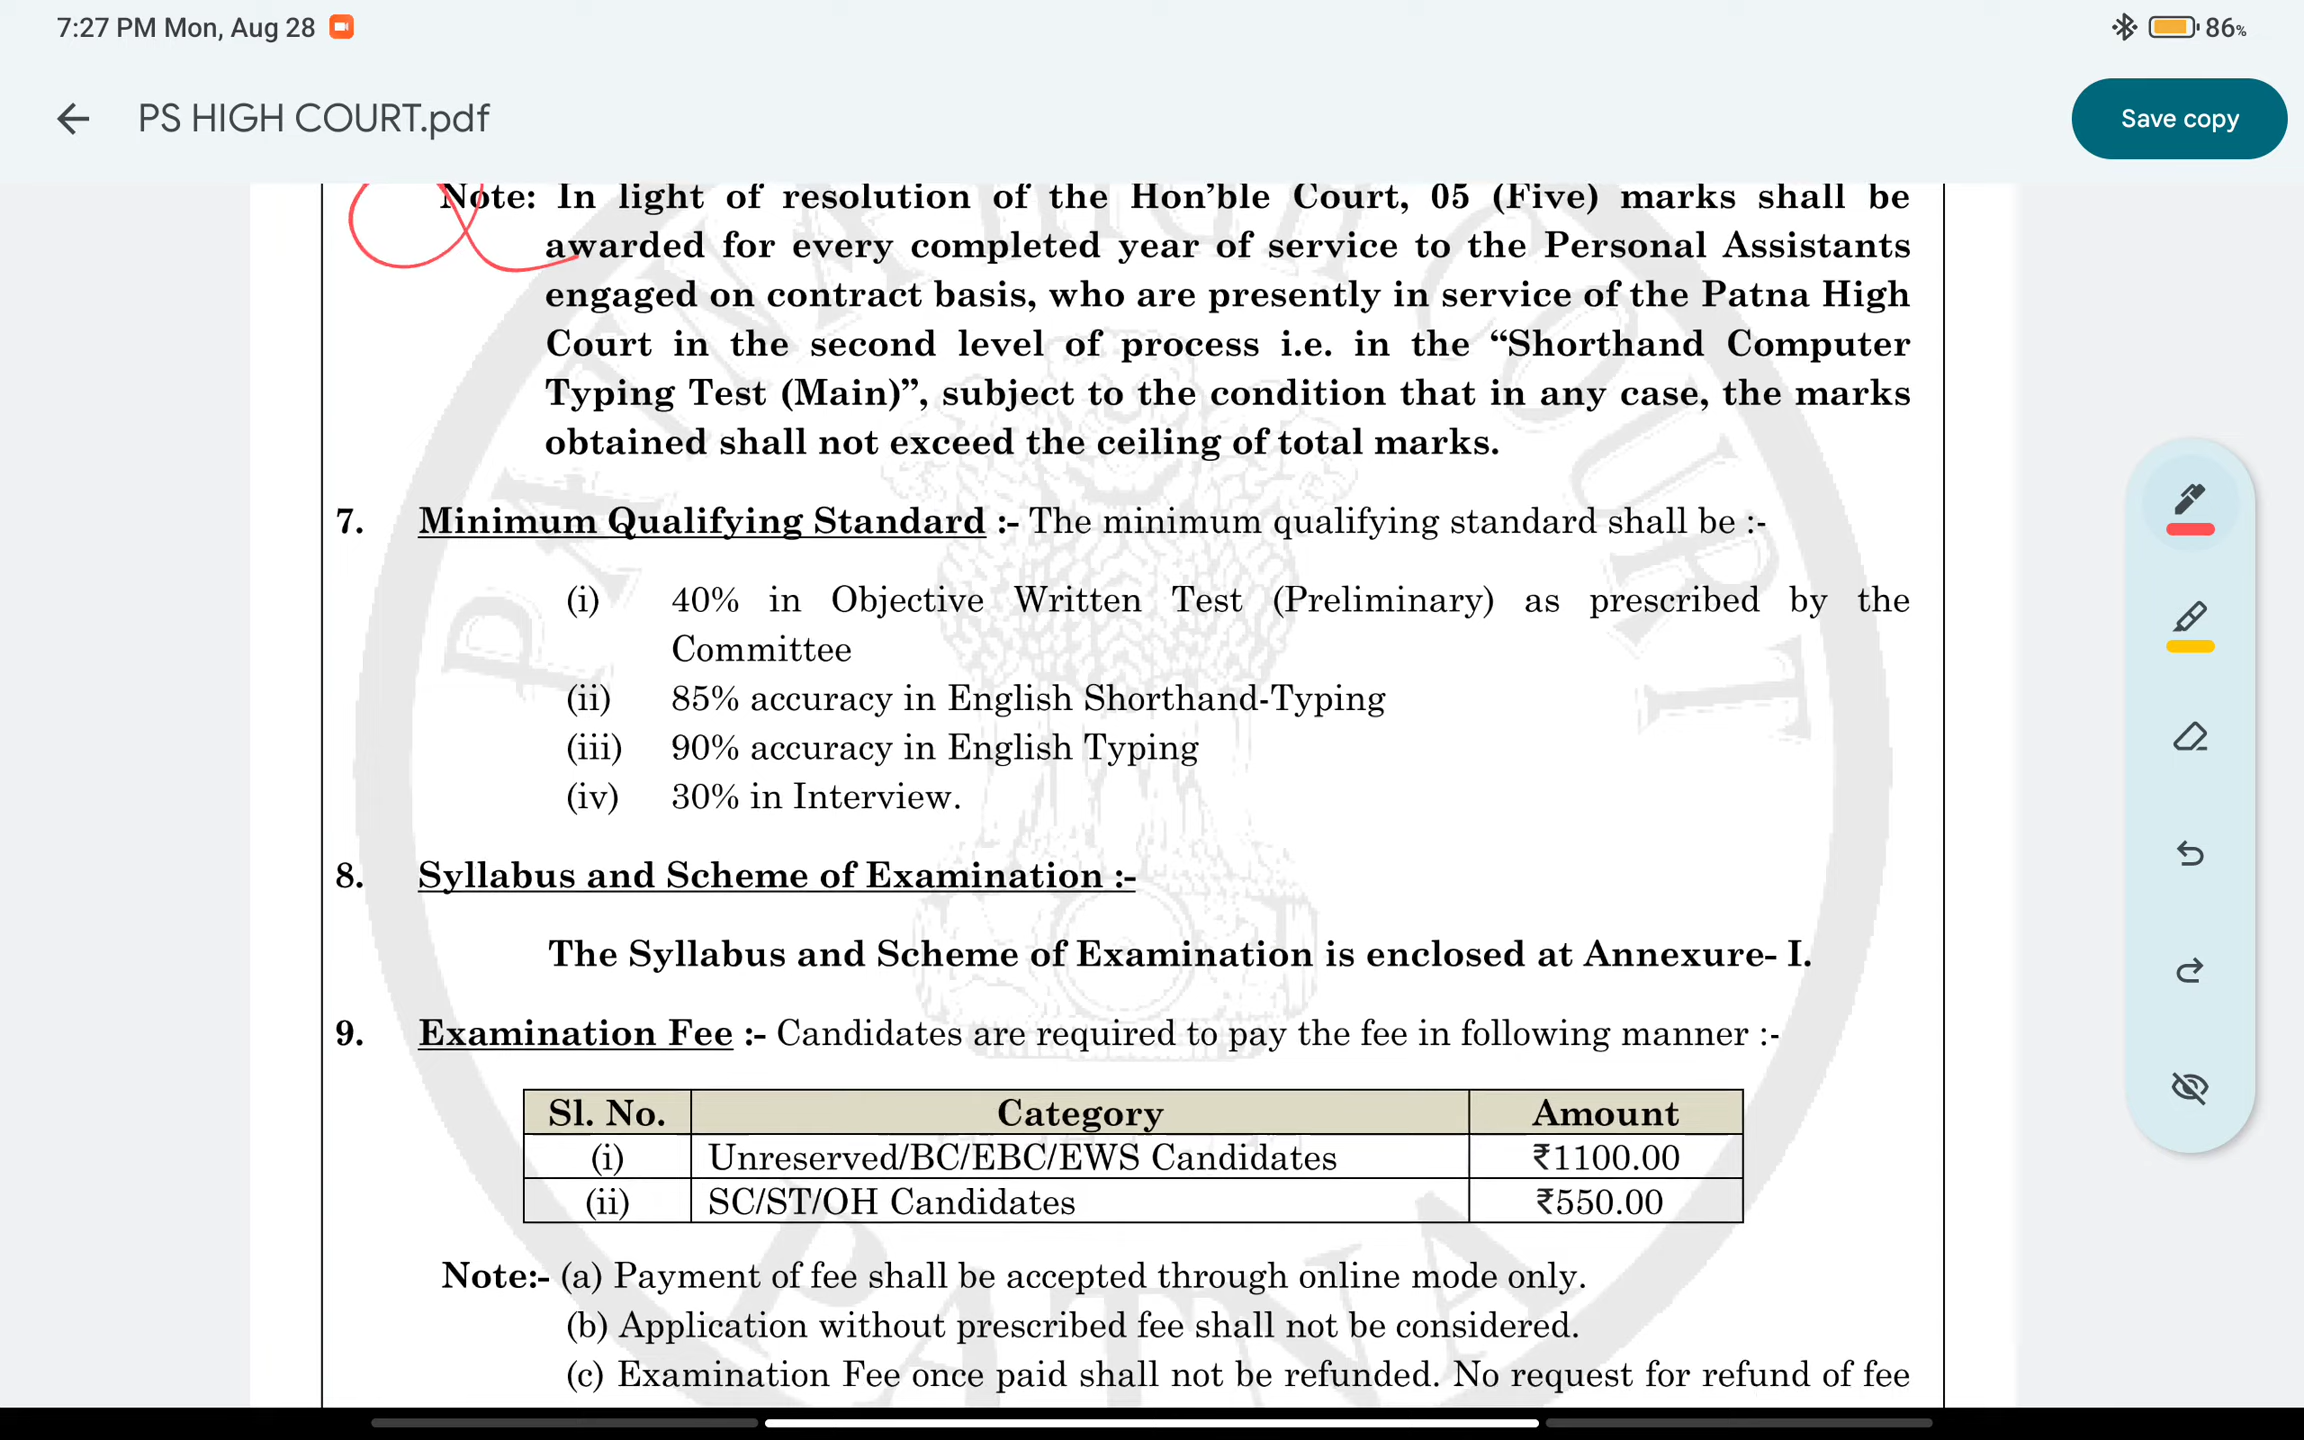 7:27 PM Mon, Aug 28
86%
PS HIGH COURT.pdf
Save copy
Note: In light of resolution of the Hon’ble Court, 05 (Five) marks shall be
awarded for every completed year of service to the Personal Assistants
engaged on contract basis, who are presently in service of the Patna High
Court in the second level of process i.e. in the “Shorthand Computer
Typing Test (Main)”, subject to the condition that in any case, the marks
obtained shall not exceed the ceiling of total marks.
7. Minimum Qualifying Standard :- The minimum qualifying standard shall be :-
(i) 40% in Objective Written Test (Preliminary) as prescribed by the
Committee
(ii) 85% accuracy in English Shorthand-Typing
(iii) 90% accuracy in English Typing
(iv) 30% in Interview.
8. Syllabus and Scheme of Examination :-
The Syllabus and Scheme of Examination is enclosed at Annexure- I.
9. Examination Fee :- Candidates are required to pay the fee in following manner :-
Sl. No. Category Amount
(i) Unreserved/BC/EBC/EWS Candidates ₹1100.00
(ii) SC/ST/OH Candidates ₹550.00
Note:- (a) Payment of fee shall be accepted through online mode only.
(b) Application without prescribed fee shall not be considered.
(c) Examination Fee once paid shall not be refunded. No request for refund of fee
PATNA HIGH COURT
PATNA